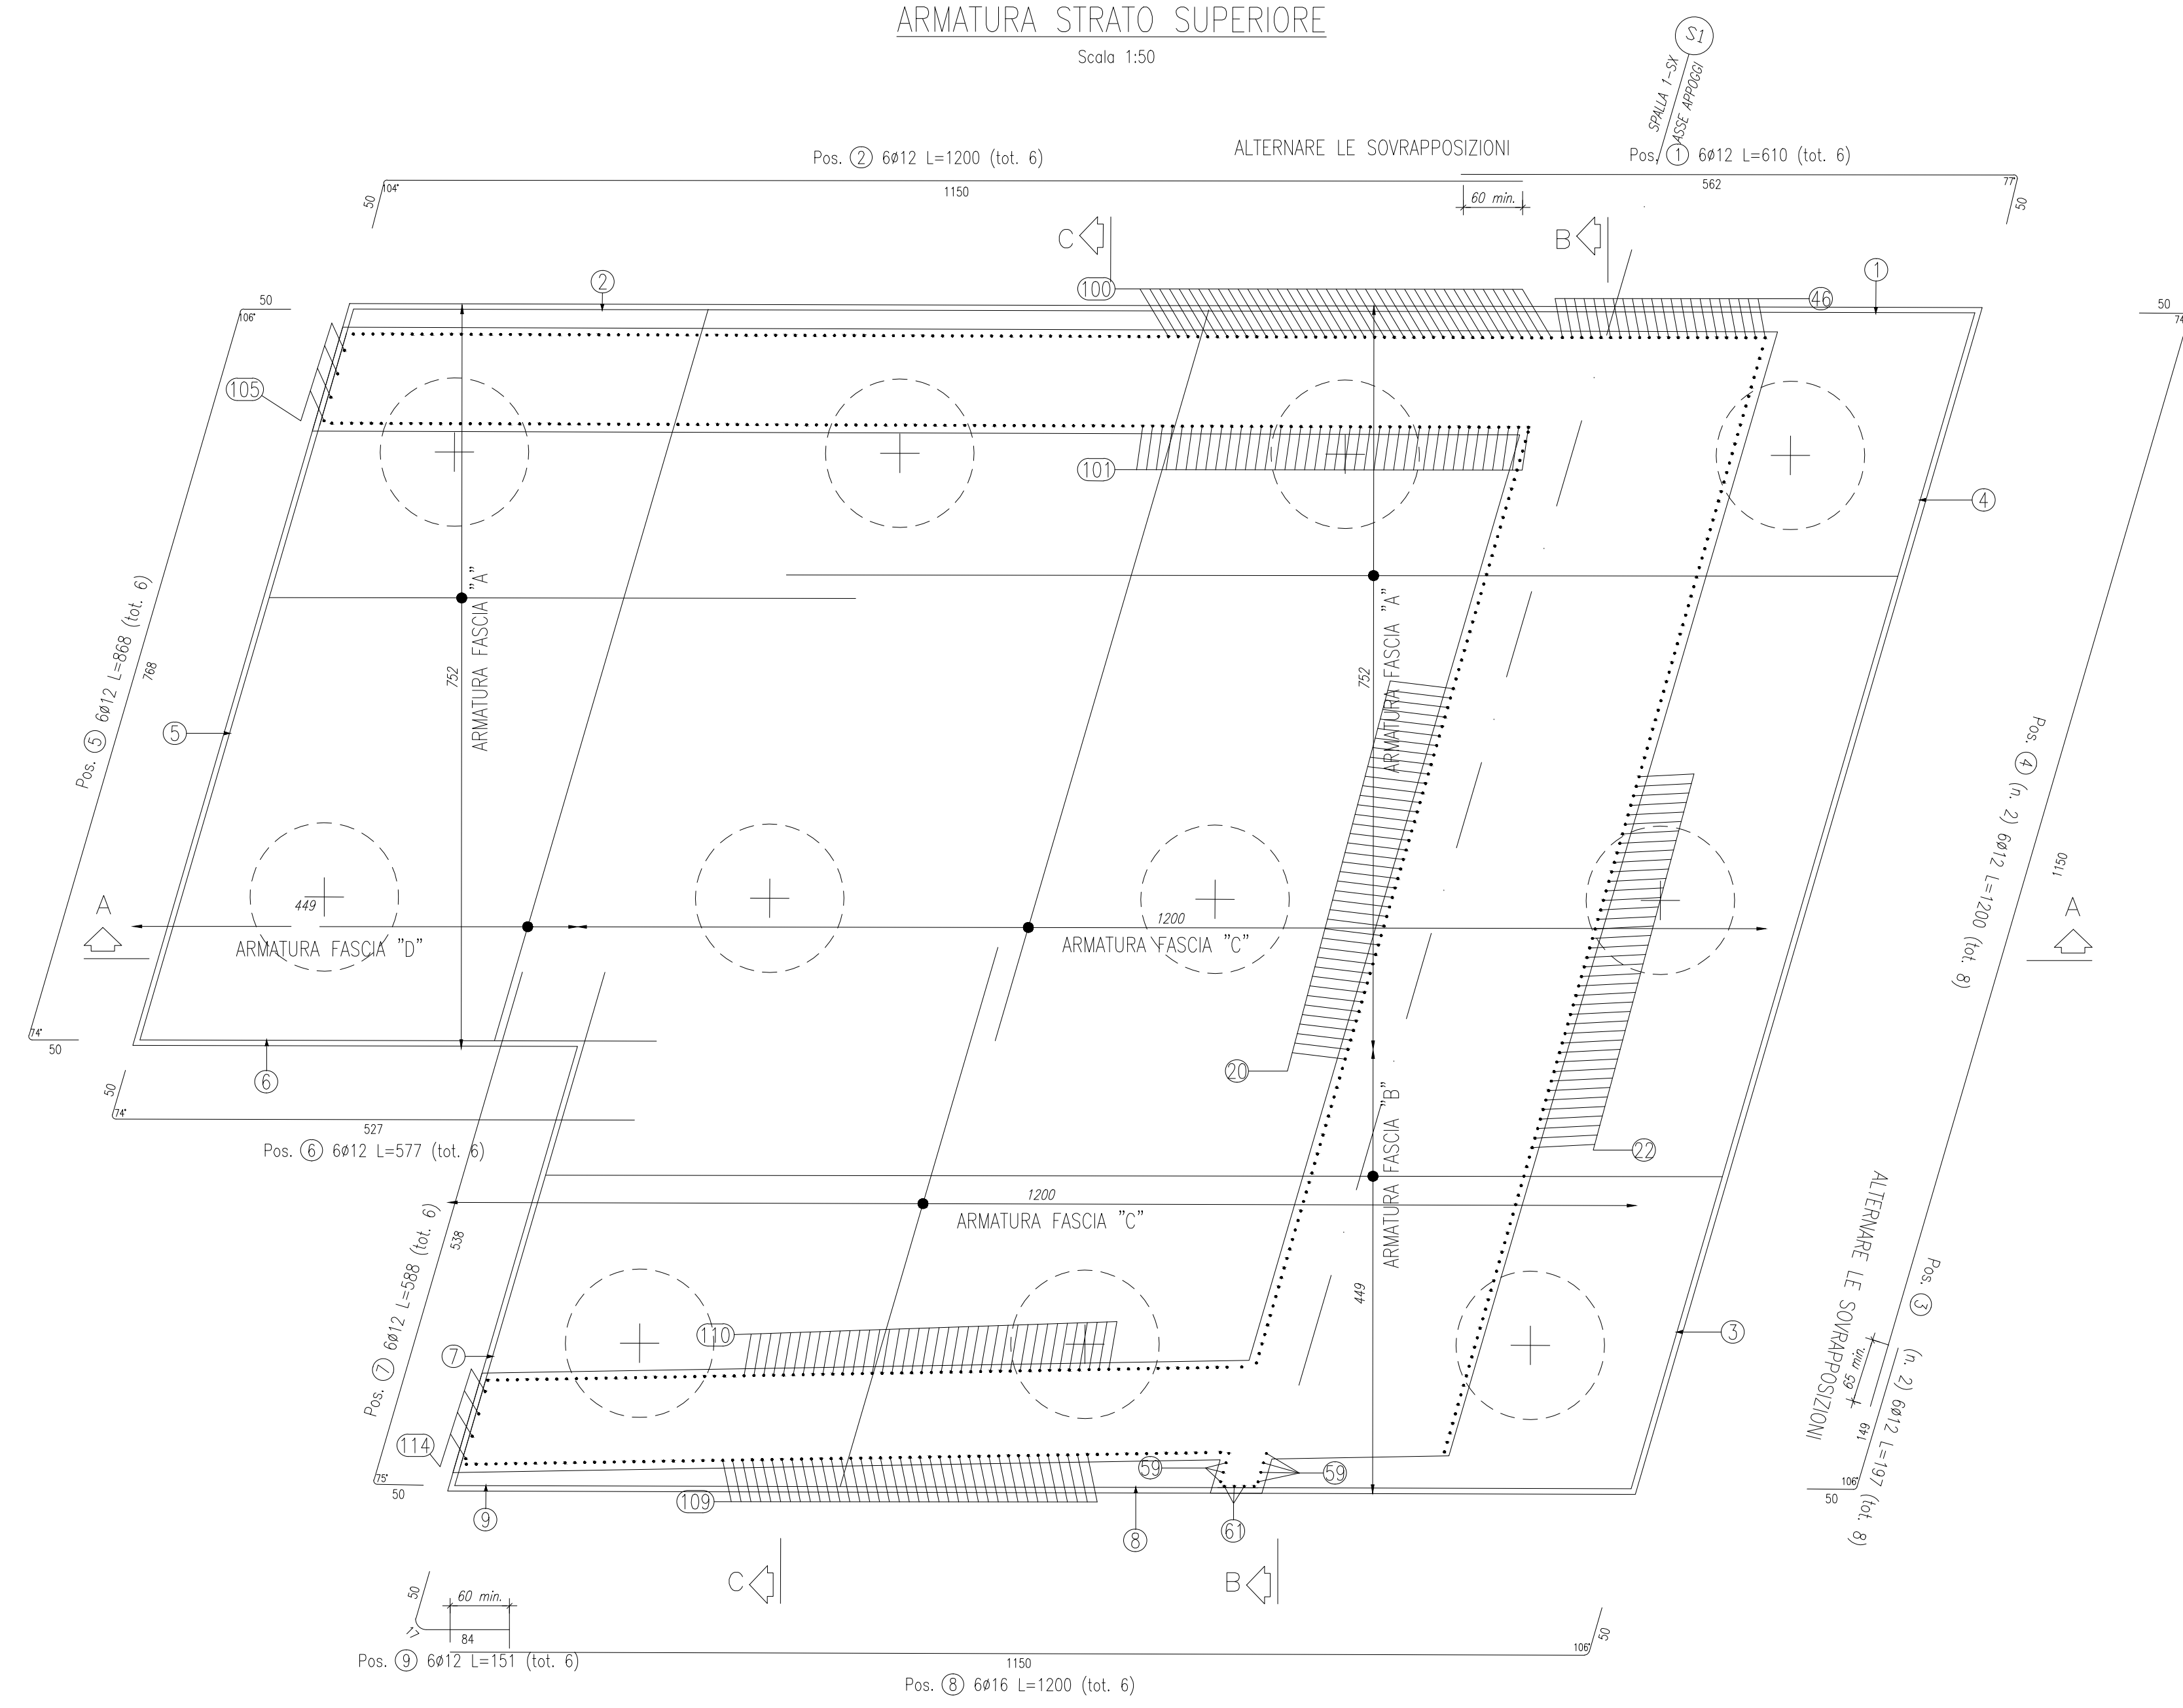 ARMATURA STRATO SUPERIORE
Scala 1:50
S1
SPALLA 1-SX
ASSE APPOGGI
Pos. 2 6ø12 L=1200 (tot. 6)
ALTERNARE LE SOVRAPPOSIZIONI
Pos. 1 6ø12 L=610 (tot. 6)
104°
50
1150
60 min.
562
77°
50
C
B
2
100
46
1
50
106°
50
74°
105
101
4
Pos. 5 6ø12 L=868 (tot. 6)
768
5
752
ARMATURA FASCIA "A"
752
ARMATURA FASCIA "A"
Pos. 4 (n. 2) 6ø12 L=1200 (tot. 8)
1150
A
449
ARMATURA FASCIA "D"
1200
ARMATURA FASCIA "C"
A
74°
50
6
20
50
74°
527
Pos. 6 6ø12 L=577 (tot. 6)
22
ARMATURA FASCIA "B"
449
1200
ARMATURA FASCIA "C"
Pos. 7 6ø12 L=588 (tot. 6)
538
ALTERNARE LE SOVRAPPOSIZIONI
59 min.
Pos. 3 (n. 2) 6ø12 L=197 (tot. 8)
149
106°
50
110
7
3
114
75°
50
59
59
109
9
8
61
C
B
50
60 min.
17
84
Pos. 9 6ø12 L=151 (tot. 6)
1150
106°
50
Pos. 8 6ø16 L=1200 (tot. 6)